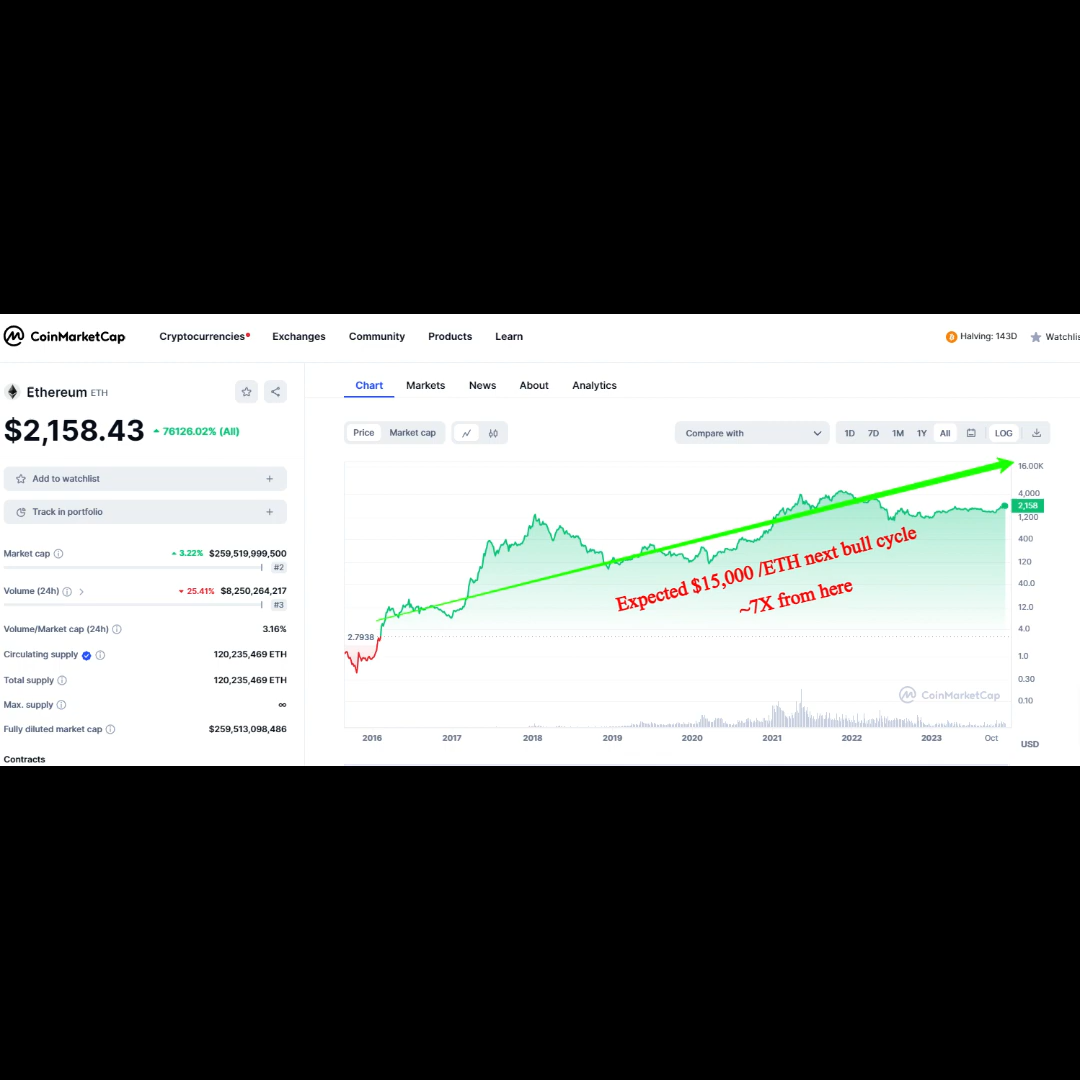 CoinMarketCap
Cryptocurrencies Exchanges Community Products Learn
Halving: 143D Watchlis
Ethereum ETH
$2,158.43 76126.02% (All)
Add to watchlist +
Track in portfolio +
Market cap 3.22% $259,519,999,500
#2
Volume (24h) > 25.41% $8,250,264,217
#3
Volume/Market cap (24h) 3.16%
Circulating supply 120,235,469 ETH
Total supply 120,235,469 ETH
Max. supply ∞
Fully diluted market cap $259,513,098,486
Contracts
Chart Markets News About Analytics
Price Market cap
Compare with
1D 7D 1M 1Y All LOG
16.00K
4,000
2,158
1,200
400
120
40.0
12.0
4.0
1.0
0.30
0.10
Expected $15,000 /ETH next bull cycle
~7X from here
2.7938
CoinMarketCap
2016 2017 2018 2019 2020 2021 2022 2023 Oct
USD